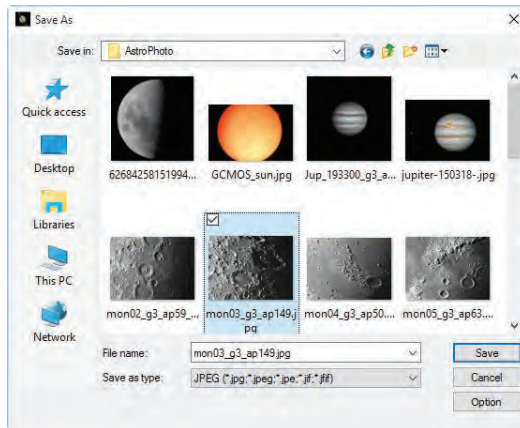 Save As
Save in:
AstroPhoto
Quick access
Desktop
Libraries
This PC
Network
62684258151994...
GCMOS_sun.jpg
Jup_193300_g3_a...
jupiter-150318-.jpg
mon02_g3_ap59_...
mon03_g3_ap149.j
pg
mon04_g3_ap50....
mon05_g3_ap63....
File name:
mon03_g3_ap149.jpg
Save
Save as type:
JPEG (*.jpg;*.jpeg;*.jpe;*.jif;*.jfif)
Cancel
Option